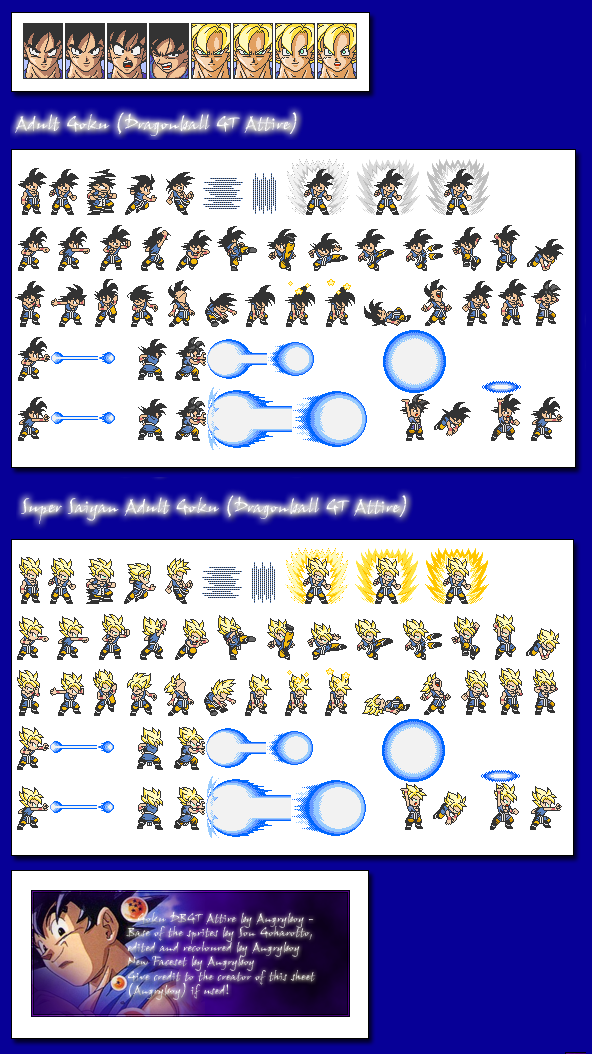 Adult Goku (Dragonball GT Attire)
Super Saiyan Adult Goku (Dragonball GT Attire)
Goku DBGT Attire by Angryboy -
Base of the sprites by Son Goharotto,
edited and recoloured by Angryboy
New Faceset by Angryboy
Give credit to the creator of this sheet
(Angryboy) if used!